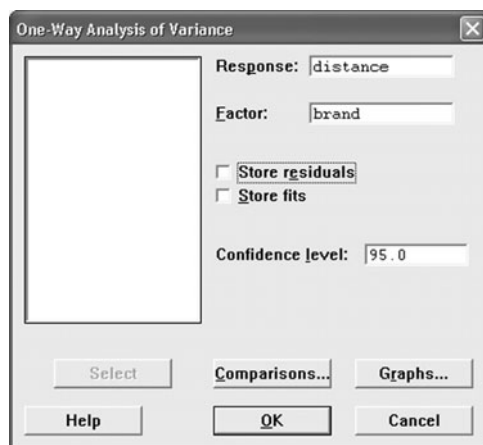 One-Way Analysis of Variance
Response: distance
Factor: brand
Store residuals
Store fits
Confidence level: 95.0
Select
Comparisons...
Graphs...
Help
OK
Cancel